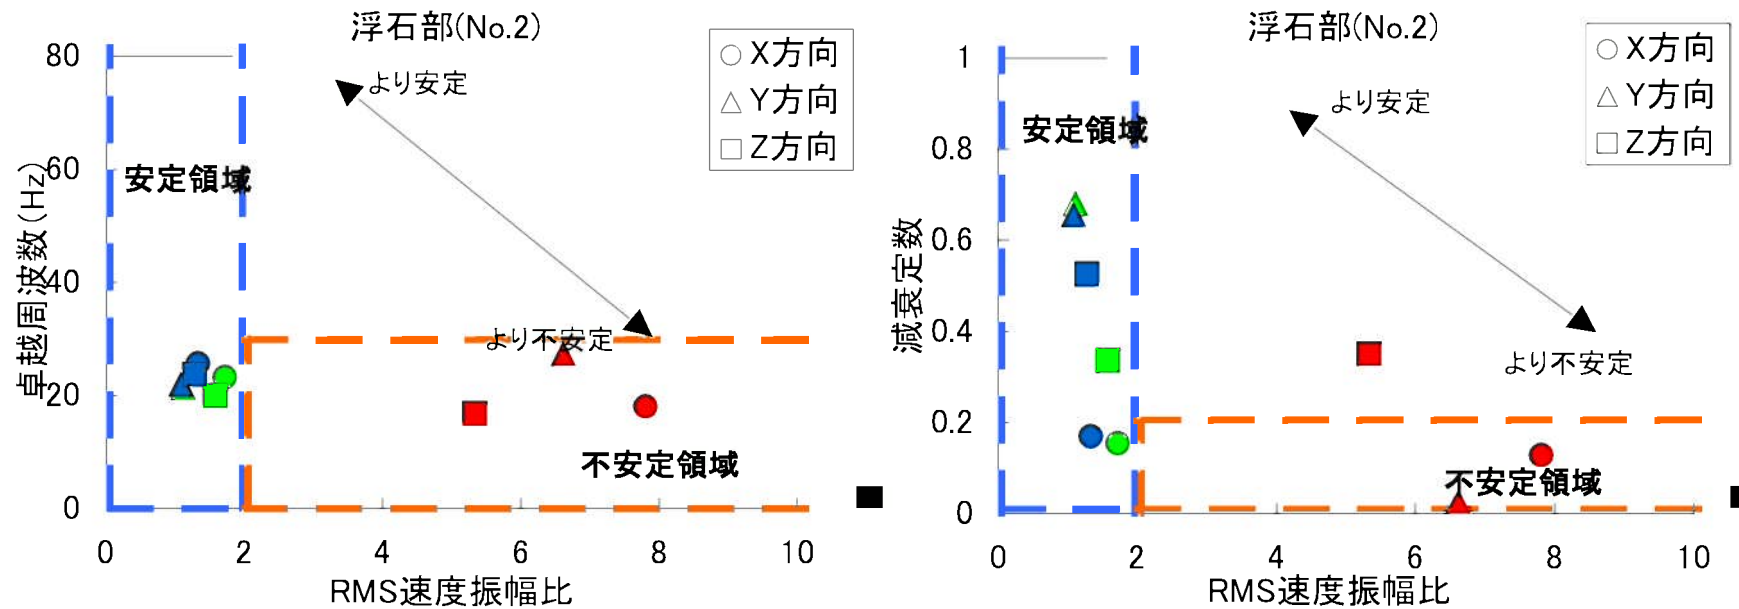 浮石部(No.2)
80
60
40
20
0
卓越周波数(Hz)
安定領域
より安定
より不安定
不安定領域
○X方向
△Y方向
□Z方向
0 2 4 6 8 10
RMS速度振幅比
浮石部(No.2)
1
0.8
0.6
0.4
0.2
0
減衰定数
安定領域
より安定
より不安定
不安定領域
○X方向
△Y方向
□Z方向
0 2 4 6 8 10
RMS速度振幅比